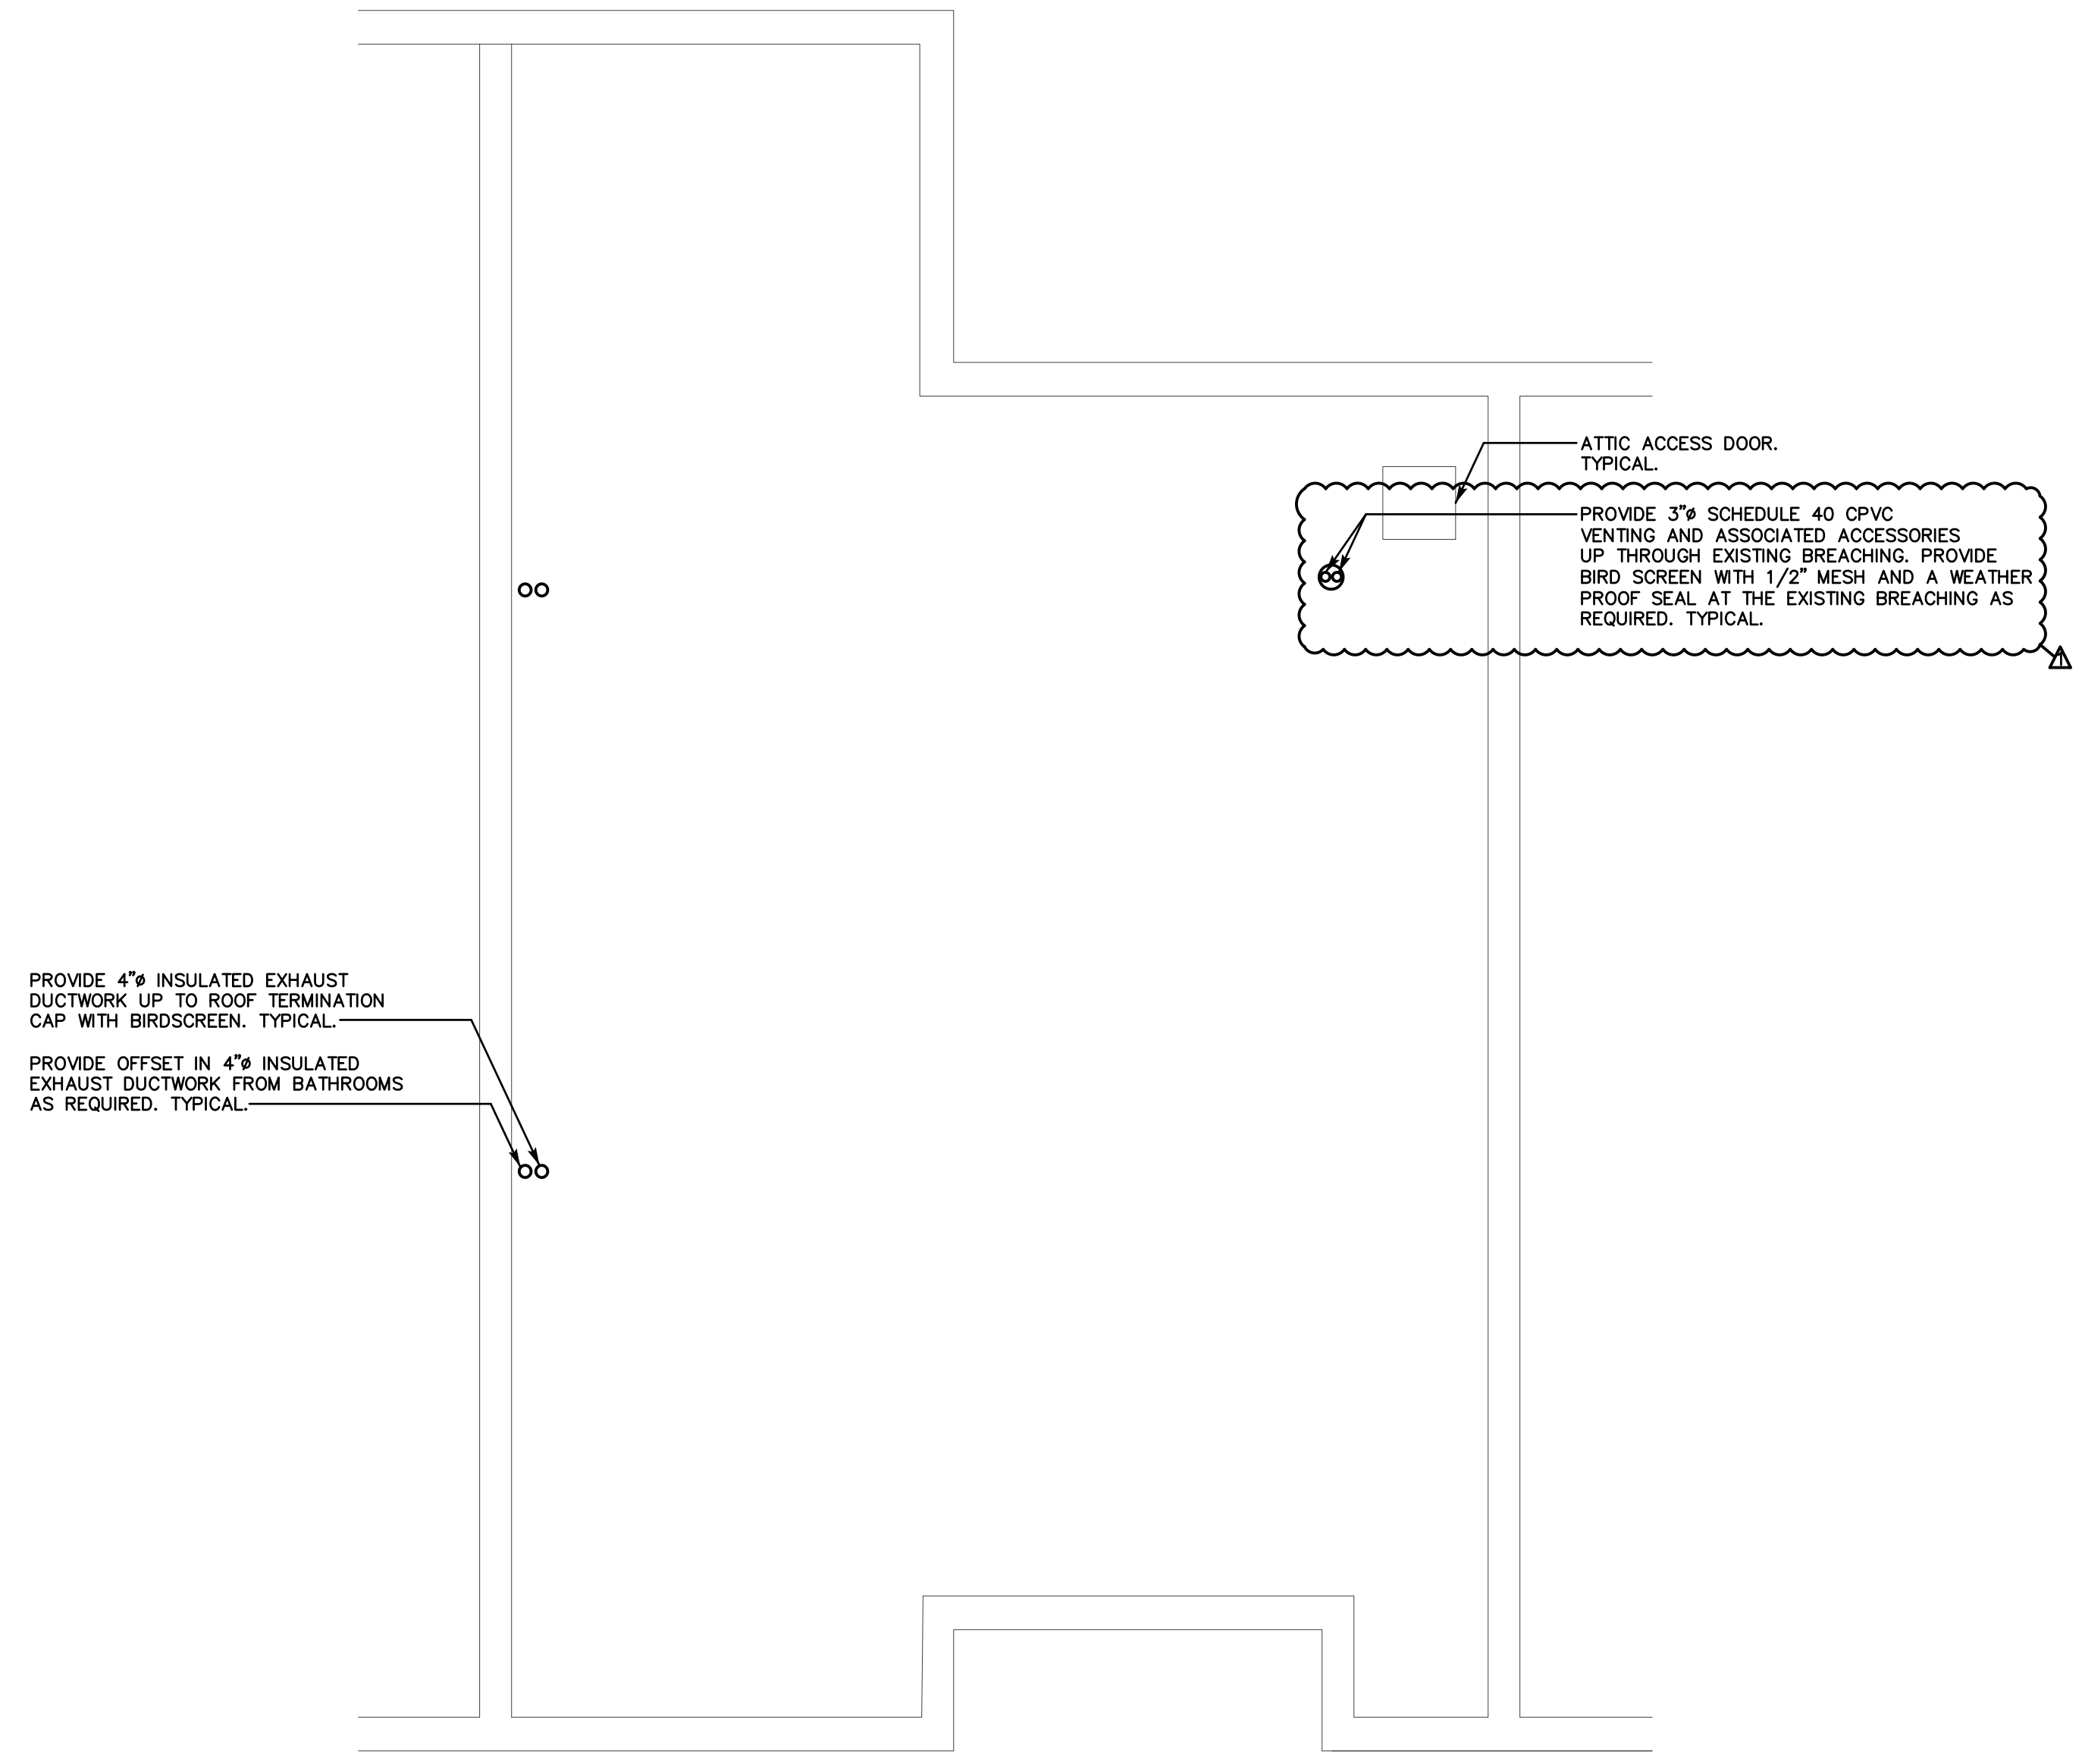 ATTIC ACCESS DOOR.
TYPICAL.
PROVIDE 3"ø SCHEDULE 40 CPVC
VENTING AND ASSOCIATED ACCESSORIES
UP THROUGH EXISTING BREACHING. PROVIDE
BIRD SCREEN WITH 1/2" MESH AND A WEATHER
PROOF SEAL AT THE EXISTING BREACHING AS
REQUIRED. TYPICAL.
1
PROVIDE 4"ø INSULATED EXHAUST
DUCTWORK UP TO ROOF TERMINATION
CAP WITH BIRDSCREEN. TYPICAL.
PROVIDE OFFSET IN 4"ø INSULATED
EXHAUST DUCTWORK FROM BATHROOMS
AS REQUIRED. TYPICAL.